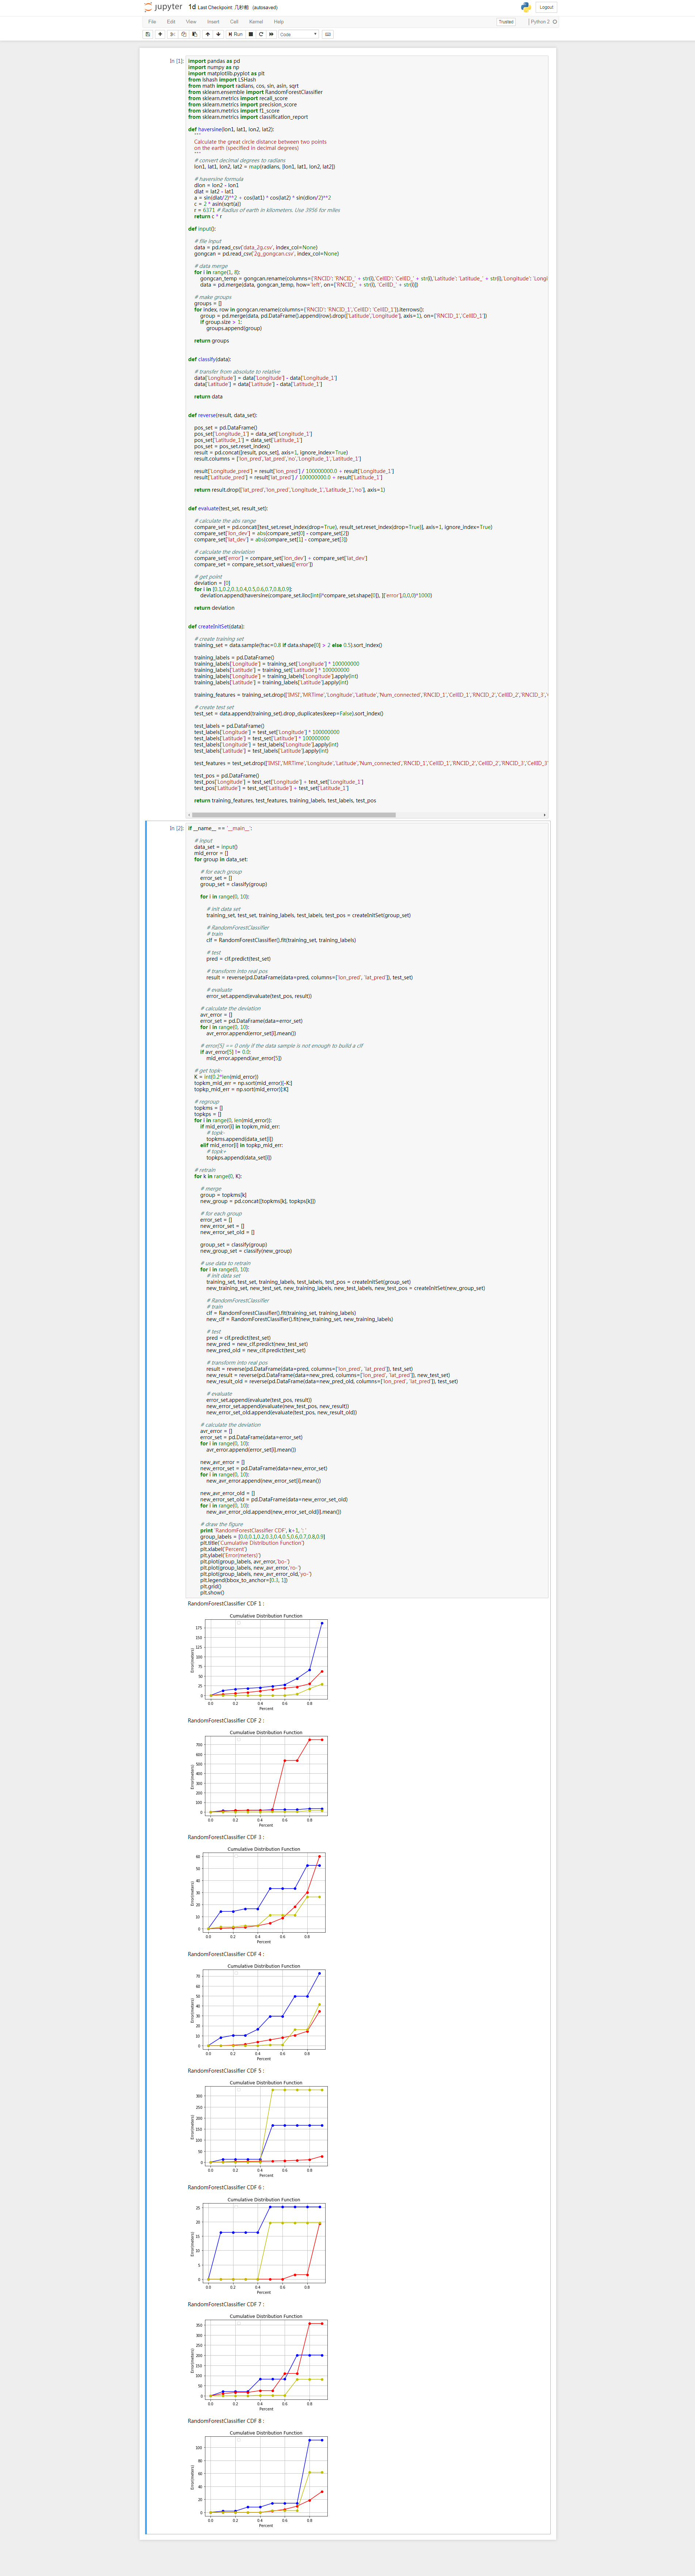 jupyter 1d Last Checkpoint: 几秒前 (autosaved)
Logout
File Edit View Insert Cell Kernel Help
Trusted Python 2
Run Code
In [1]:
import pandas as pd
import numpy as np
import matplotlib.pyplot as plt
from lshash import LSHash
from math import radians, cos, sin, asin, sqrt
from sklearn.ensemble import RandomForestClassifier
from sklearn.metrics import recall_score
from sklearn.metrics import precision_score
from sklearn.metrics import f1_score
from sklearn.metrics import classification_report
def haversine(lon1, lat1, lon2, lat2):
"""
Calculate the great circle distance between two points
on the earth (specified in decimal degrees)
"""
# convert decimal degrees to radians
lon1, lat1, lon2, lat2 = map(radians, [lon1, lat1, lon2, lat2])
# haversine formula
dlon = lon2 - lon1
dlat = lat2 - lat1
a = sin(dlat/2)**2 + cos(lat1) * cos(lat2) * sin(dlon/2)**2
c = 2 * asin(sqrt(a))
r = 6371 # Radius of earth in kilometers. Use 3956 for miles
return c * r
def input():
# file input
data = pd.read_csv('data_2g.csv', index_col=None)
gongcan = pd.read_csv('2g_gongcan.csv', index_col=None)
# data merge
for i in range(1, 8):
gongcan_temp = gongcan.rename(columns={'RNCID': 'RNCID_' + str(i),'CellID': 'CellID_' + str(i),'Latitude': 'Latitude_' + str(i),'Longitude': 'Longi
data = pd.merge(data, gongcan_temp, how='left', on=['RNCID_' + str(i), 'CellID_' + str(i)])
# make groups
groups = []
for index, row in gongcan.rename(columns={'RNCID': 'RNCID_1','CellID': 'CellID_1'}).iterrows():
group = pd.merge(data, pd.DataFrame().append(row).drop(['Latitude','Longitude'], axis=1), on=['RNCID_1','CellID_1'])
if group.size > 1:
groups.append(group)
return groups
def classify(data):
# transfer from absolute to relative
data['Longitude'] = data['Longitude'] - data['Longitude_1']
data['Latitude'] = data['Latitude'] - data['Latitude_1']
return data
def reverse(result, data_set):
pos_set = pd.DataFrame()
pos_set['Longitude_1'] = data_set['Longitude_1']
pos_set['Latitude_1'] = data_set['Latitude_1']
pos_set = pos_set.reset_index()
result = pd.concat([result, pos_set], axis=1, ignore_index=True)
result.columns = ['lon_pred','lat_pred','no','Longitude_1','Latitude_1']
result['Longitude_pred'] = result['lon_pred'] / 100000000.0 + result['Longitude_1']
result['Latitude_pred'] = result['lat_pred'] / 100000000.0 + result['Latitude_1']
return result.drop(['lat_pred','lon_pred','Longitude_1','Latitude_1','no'], axis=1)
def evaluate(test_set, result_set):
# calculate the abs range
compare_set = pd.concat([test_set.reset_index(drop=True), result_set.reset_index(drop=True)], axis=1, ignore_index=True)
compare_set['lon_dev'] = abs(compare_set[0] - compare_set[2])
compare_set['lat_dev'] = abs(compare_set[1] - compare_set[3])
# calculate the deviation
compare_set['error'] = compare_set['lon_dev'] + compare_set['lat_dev']
compare_set = compare_set.sort_values(['error'])
# get point
deviation = [0]
for i in [0.1,0.2,0.3,0.4,0.5,0.6,0.7,0.8,0.9]:
deviation.append(haversine(compare_set.iloc[int(i*compare_set.shape[0]), ]['error'],0,0,0)*1000)
return deviation
def createInitSet(data):
# create training set
training_set = data.sample(frac=0.8 if data.shape[0] > 2 else 0.5).sort_index()
training_labels = pd.DataFrame()
training_labels['Longitude'] = training_set['Longitude'] * 100000000
training_labels['Latitude'] = training_set['Latitude'] * 100000000
training_labels['Longitude'] = training_labels['Longitude'].apply(int)
training_labels['Latitude'] = training_labels['Latitude'].apply(int)
training_features = training_set.drop(['IMSI','MRTime','Longitude','Latitude','Num_connected','RNCID_1','CellID_1','RNCID_2','CellID_2','RNCID_3','
# create test set
test_set = data.append(training_set).drop_duplicates(keep=False).sort_index()
test_labels = pd.DataFrame()
test_labels['Longitude'] = test_set['Longitude'] * 100000000
test_labels['Latitude'] = test_set['Latitude'] * 100000000
test_labels['Longitude'] = test_labels['Longitude'].apply(int)
test_labels['Latitude'] = test_labels['Latitude'].apply(int)
test_features = test_set.drop(['IMSI','MRTime','Longitude','Latitude','Num_connected','RNCID_1','CellID_1','RNCID_2','CellID_2','RNCID_3','CellID_3'
test_pos = pd.DataFrame()
test_pos['Longitude'] = test_set['Longitude'] + test_set['Longitude_1']
test_pos['Latitude'] = test_set['Latitude'] + test_set['Latitude_1']
return training_features, test_features, training_labels, test_labels, test_pos
In [2]:
if __name__ == '__main__':
# input
data_set = input()
mid_error = []
for group in data_set:
# for each group
error_set = []
group_set = classify(group)
for i in range(0, 10):
# init data set
training_set, test_set, training_labels, test_labels, test_pos = createInitSet(group_set)
# RandomForestClassifier
# train
clf = RandomForestClassifier().fit(training_set, training_labels)
# test
pred = clf.predict(test_set)
# transform into real pos
result = reverse(pd.DataFrame(data=pred, columns=['lon_pred', 'lat_pred']), test_set)
# evaluate
error_set.append(evaluate(test_pos, result))
# calculate the deviation
avr_error = []
error_set = pd.DataFrame(data=error_set)
for i in range(0, 10):
avr_error.append(error_set[i].mean())
# error[5] == 0 only if the data sample is not enough to build a clf
if avr_error[5] != 0.0:
mid_error.append(avr_error[5])
# get topk-
K = int(0.2*len(mid_error))
topkm_mid_err = np.sort(mid_error)[-K:]
topkp_mid_err = np.sort(mid_error)[:K]
# regroup
topkms = []
topkps = []
for i in range(0, len(mid_error)):
if mid_error[i] in topkm_mid_err:
# topk-
topkms.append(data_set[i])
elif mid_error[i] in topkp_mid_err:
# topk+
topkps.append(data_set[i])
# retrain
for k in range(0, K):
# merge
group = topkms[k]
new_group = pd.concat([topkms[k], topkps[k]])
# for each group
error_set = []
new_error_set = []
new_error_set_old = []
group_set = classify(group)
new_group_set = classify(new_group)
# use data to retrain
for i in range(0, 10):
# init data set
training_set, test_set, training_labels, test_labels, test_pos = createInitSet(group_set)
new_training_set, new_test_set, new_training_labels, new_test_labels, new_test_pos = createInitSet(new_group_set)
# RandomForestClassifier
# train
clf = RandomForestClassifier().fit(training_set, training_labels)
new_clf = RandomForestClassifier().fit(new_training_set, new_training_labels)
# test
pred = clf.predict(test_set)
new_pred = new_clf.predict(new_test_set)
new_pred_old = new_clf.predict(test_set)
# transform into real pos
result = reverse(pd.DataFrame(data=pred, columns=['lon_pred', 'lat_pred']), test_set)
new_result = reverse(pd.DataFrame(data=new_pred, columns=['lon_pred', 'lat_pred']), new_test_set)
new_result_old = reverse(pd.DataFrame(data=new_pred_old, columns=['lon_pred', 'lat_pred']), test_set)
# evaluate
error_set.append(evaluate(test_pos, result))
new_error_set.append(evaluate(new_test_pos, new_result))
new_error_set_old.append(evaluate(test_pos, new_result_old))
# calculate the deviation
avr_error = []
error_set = pd.DataFrame(data=error_set)
for i in range(0, 10):
avr_error.append(error_set[i].mean())
new_avr_error = []
new_error_set = pd.DataFrame(data=new_error_set)
for i in range(0, 10):
new_avr_error.append(new_error_set[i].mean())
new_avr_error_old = []
new_error_set_old = pd.DataFrame(data=new_error_set_old)
for i in range(0, 10):
new_avr_error_old.append(new_error_set_old[i].mean())
# draw the figure
print 'RandomForestClassifier CDF', k+1, ': '
group_labels = [0.0,0.1,0.2,0.3,0.4,0.5,0.6,0.7,0.8,0.9]
plt.title('Cumulative Distribution Function')
plt.xlabel('Percent')
plt.ylabel('Error(meters)')
plt.plot(group_labels, avr_error,'bo-')
plt.plot(group_labels, new_avr_error,'ro-')
plt.plot(group_labels, new_avr_error_old,'yo-')
plt.legend(bbox_to_anchor=[0.3, 1])
plt.grid()
plt.show()
RandomForestClassifier CDF 1 :
Cumulative Distribution Function
175
150
125
100
75
50
25
0
Error(meters)
0.0 0.2 0.4 0.6 0.8
Percent
RandomForestClassifier CDF 2 :
Cumulative Distribution Function
700
600
500
400
300
200
100
0
Error(meters)
0.0 0.2 0.4 0.6 0.8
Percent
RandomForestClassifier CDF 3 :
Cumulative Distribution Function
60
50
40
30
20
10
0
Error(meters)
0.0 0.2 0.4 0.6 0.8
Percent
RandomForestClassifier CDF 4 :
Cumulative Distribution Function
70
60
50
40
30
20
10
0
Error(meters)
0.0 0.2 0.4 0.6 0.8
Percent
RandomForestClassifier CDF 5 :
Cumulative Distribution Function
300
250
200
150
100
50
0
Error(meters)
0.0 0.2 0.4 0.6 0.8
Percent
RandomForestClassifier CDF 6 :
Cumulative Distribution Function
25
20
15
10
5
0
Error(meters)
0.0 0.2 0.4 0.6 0.8
Percent
RandomForestClassifier CDF 7 :
Cumulative Distribution Function
350
300
250
200
150
100
50
0
Error(meters)
0.0 0.2 0.4 0.6 0.8
Percent
RandomForestClassifier CDF 8 :
Cumulative Distribution Function
100
80
60
40
20
0
Error(meters)
0.0 0.2 0.4 0.6 0.8
Percent